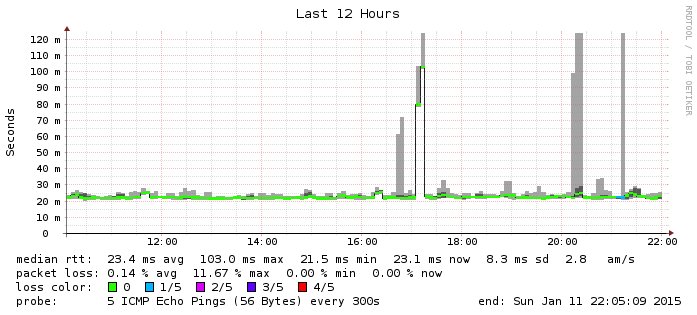 Last 12 Hours
RRDTOOL / TOBI OETIKER
Seconds
120 m
110 m
100 m
90 m
80 m
70 m
60 m
50 m
40 m
30 m
20 m
10 m
0
12:00 14:00 16:00 18:00 20:00 22:00
median rtt: 23.4 ms avg 103.0 ms max 21.5 ms min 23.1 ms now 8.3 ms sd 2.8 am/s
packet loss: 0.14 % avg 11.67 % max 0.00 % min 0.00 % now
loss color: 0 1/5 2/5 3/5 4/5
probe: 5 ICMP Echo Pings (56 Bytes) every 300s end: Sun Jan 11 22:05:09 2015